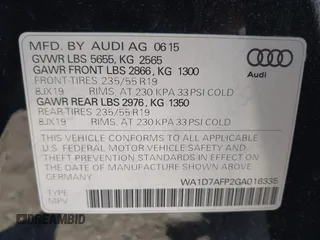 MFD. BY AUDI AG 06 15
GVWR LBS 5655, KG 2565
GAWR FRONT LBS 2866, KG 1300
FRONT-TIRES: 235/55 R19
8JX19 RIMS, AT 230 KPA 33 PSI COLD
GAWR REAR LBS 2976, KG 1350
REAR-TIRES: 235/55 R19
8JX19 RIMS, AT 230 KPA 33 PSI COLD
Audi
THIS VEHICLE CONFORMS TO ALL APPLICABLE
U.S. FEDERAL MOTOR VEHICLE SAFETY AND
THEFT PREVENTION STANDARDS IN EFFECT ON THE
DATE OF MANUFACTURE SHOWN ABOVE.
WA1D7AFP2GA016335
TYPE
MPV
DREAMBID